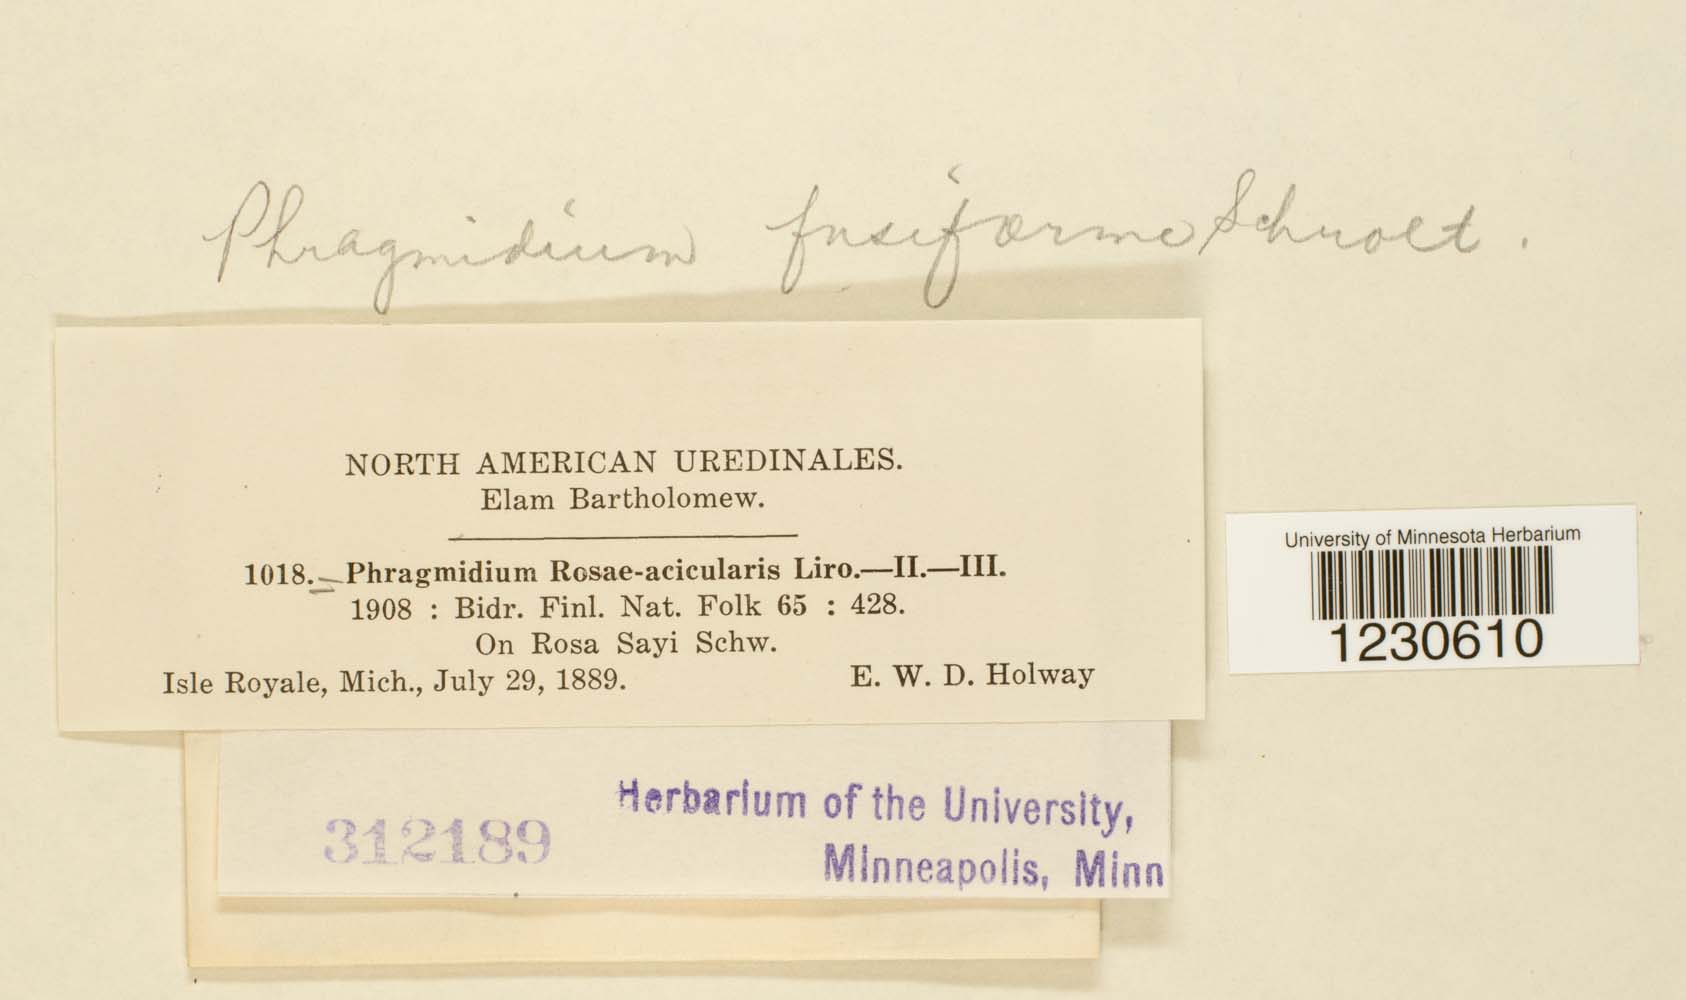 Phragmidium fusiforme Schroet.
NORTH AMERICAN UREDINALES.
Elam Bartholomew.
1018. Phragmidium Rosae-acicularis Liro.—II.—III.
1908 : Bidr. Finl. Nat. Folk 65 : 428.
On Rosa Sayi Schw.
Isle Royale, Mich., July 29, 1889. E. W. D. Holway
University of Minnesota Herbarium
1230610
312189
Herbarium of the University,
Minneapolis, Minn